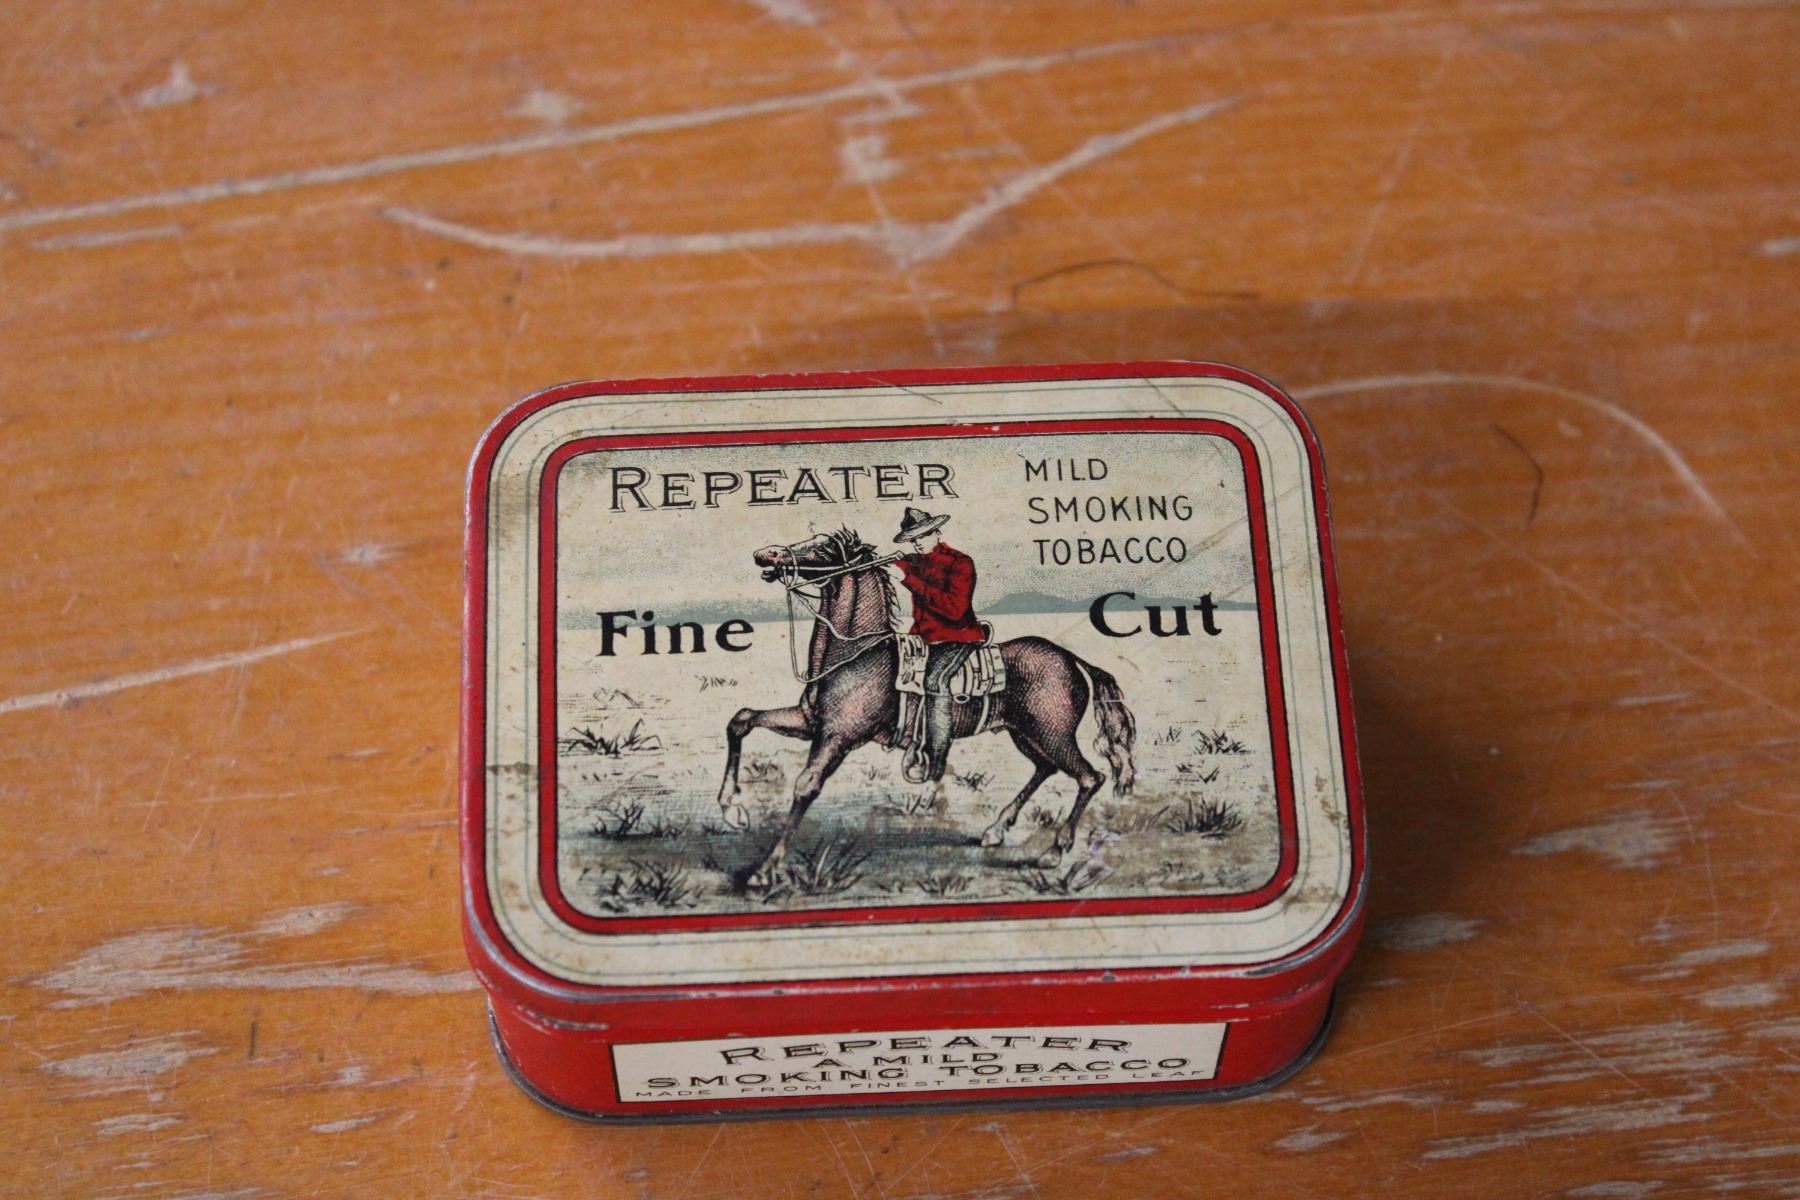 REPEATER
MILD
SMOKING
TOBACCO
Fine Cut
REPEATER
A MILD
SMOKING TOBACCO
MADE FROM FINEST SELECTED LEAF